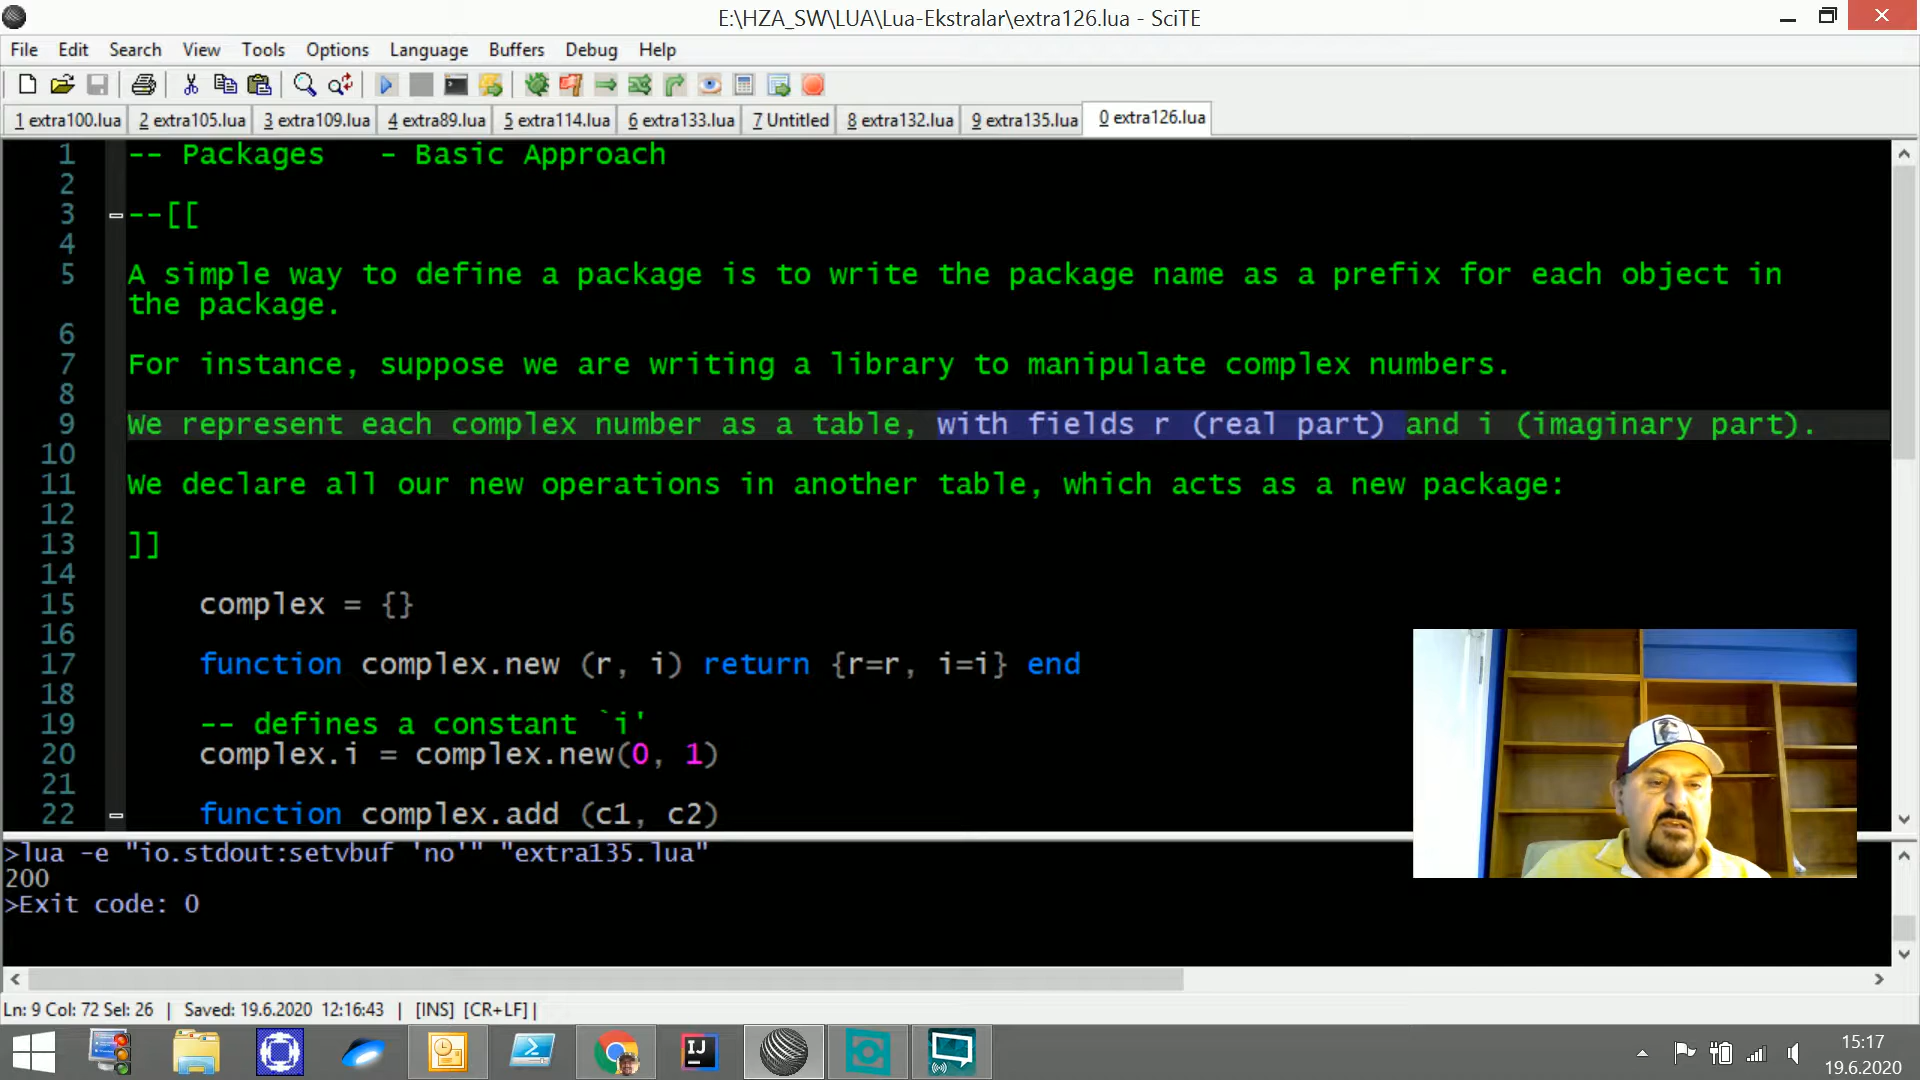 E:\HZA_SW\LUA\Lua-Ekstralar\extra126.lua - SciTE
File Edit Search View Tools Options Language Buffers Debug Help
1 extra100.lua 2 extra105.lua 3 extra109.lua 4 extra89.lua 5 extra114.lua 6 extra133.lua 7 Untitled 8 extra132.lua 9 extra135.lua 0 extra126.lua
1 -- Packages - Basic Approach
2
3 --[[
4
5 A simple way to define a package is to write the package name as a prefix for each object in
the package.
6
7 For instance, suppose we are writing a library to manipulate complex numbers.
8
9 We represent each complex number as a table, with fields r (real part) and i (imaginary part).
10
11 We declare all our new operations in another table, which acts as a new package:
12
13 ]]
14
15 complex = {}
16
17 function complex.new (r, i) return {r=r, i=i} end
18
19 -- defines a constant `i'
20 complex.i = complex.new(0, 1)
21
22 function complex.add (c1, c2)
>lua -e "io.stdout:setvbuf 'no'" "extra135.lua"
200
>Exit code: 0
Ln: 9 Col: 72 Sel: 26 | Saved: 19.6.2020 12:16:43 | [INS] [CR+LF] |
IJ
15:17
19.6.2020